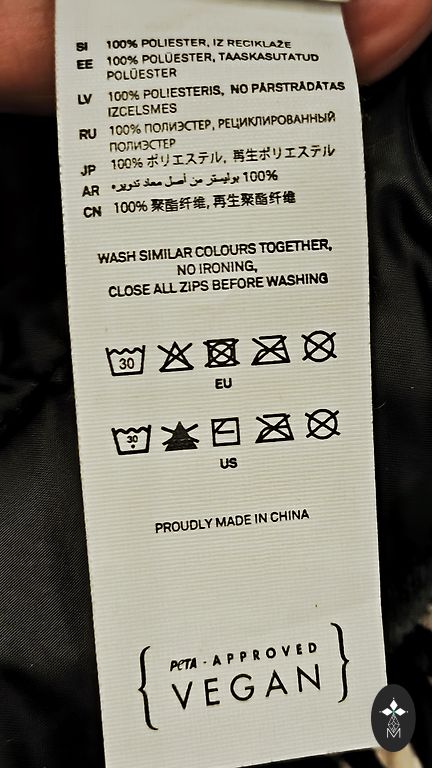 SI 100% POLIESTER, IZ RECIKLAŽE
EE 100% POLÜESTER, TAASKASUTATUD
POLÜESTER
LV 100% POLIESTERIS, NO PĀRSTRĀDĀTAS
IZCELSMES
RU 100% ПОЛИЭСТЕР, РЕЦИКЛИРОВАННЫЙ
ПОЛИЭСТЕР
JP 100% ポリエステル, 再生ポリエステル
AR 100% بوليستر من أصل معاد تدويره
CN 100% 聚酯纤维, 再生聚酯纤维
WASH SIMILAR COLOURS TOGETHER,
NO IRONING,
CLOSE ALL ZIPS BEFORE WASHING
30
EU
30
US
PROUDLY MADE IN CHINA
PETA - APPROVED
VEGAN
M